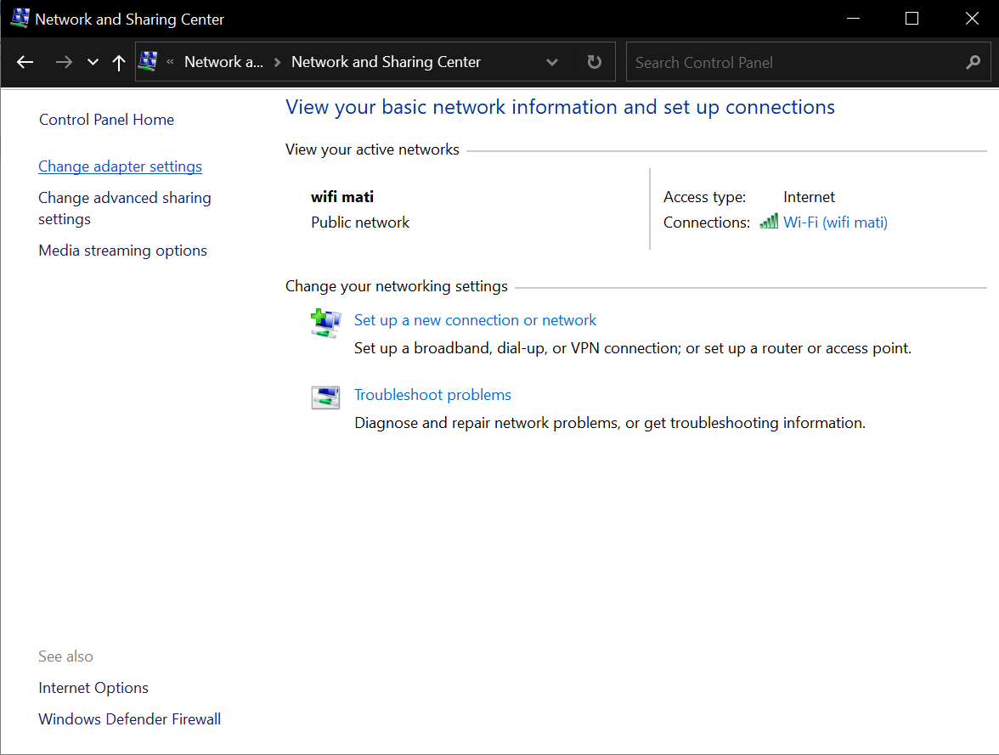 Network and Sharing Center
« Network a... > Network and Sharing Center
Search Control Panel
Control Panel Home
Change adapter settings
Change advanced sharing
settings
Media streaming options
View your basic network information and set up connections
View your active networks
wifi mati
Public network
Access type: Internet
Connections: Wi-Fi (wifi mati)
Change your networking settings
Set up a new connection or network
Set up a broadband, dial-up, or VPN connection; or set up a router or access point.
Troubleshoot problems
Diagnose and repair network problems, or get troubleshooting information.
See also
Internet Options
Windows Defender Firewall